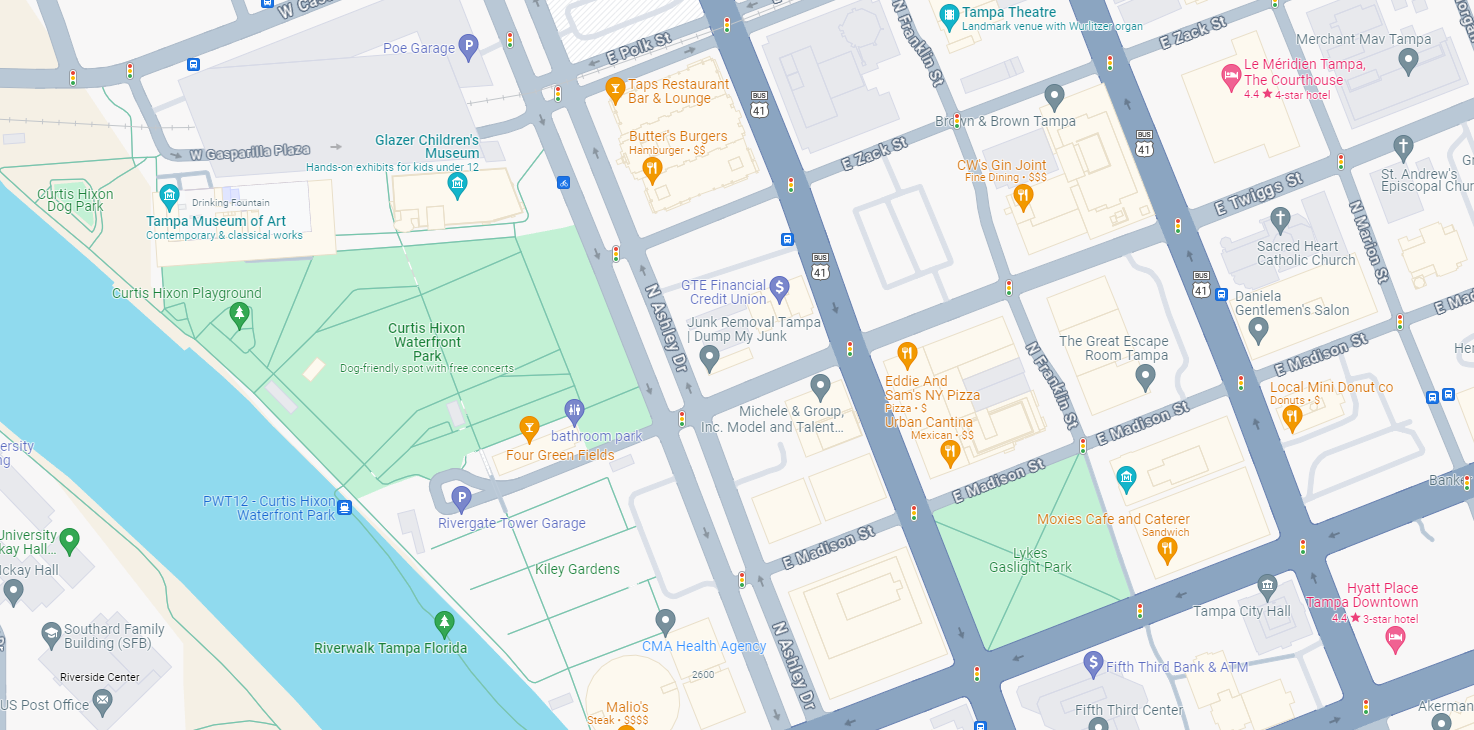 W Cas
Poe Garage
E Polk St
N Franklin St
Tampa Theatre
Landmark venue with Wurlitzer organ
E Zack St
Merchant Mav Tampa
Le Méridien Tampa,
The Courthouse
4.4 ★ 4-star hotel
Taps Restaurant
Bar & Lounge
BUS
41
Brown & Brown Tampa
Glazer Children's
Museum
Hands-on exhibits for kids under 12
W Gasparilla Plaza
Butter's Burgers
Hamburger • $$
E Zack St
BUS
41
CW's Gin Joint
Fine Dining • $$$
St. Andrew's
Episcopal Chur
Curtis Hixon
Dog Park
Drinking Fountain
Tampa Museum of Art
Contemporary & classical works
E Twiggs St
N Marion St
Sacred Heart
Catholic Church
BUS
41
BUS
41
Curtis Hixon Playground
GTE Financial
Credit Union
N Ashley Dr
Junk Removal Tampa
| Dump My Junk
Daniela
Gentlemen's Salon
E Mad
Curtis Hixon
Waterfront
Park
Dog-friendly spot with free concerts
The Great Escape
Room Tampa
N Franklin St
E Madison St
Her
Eddie And
Sam's NY Pizza
Pizza • $
Urban Cantina
Mexican • $$
Local Mini Donut co
Donuts • $
Michele & Group,
Inc. Model and Talent...
E Madison St
bathroom park
Four Green Fields
ersity
ng
E Madison St
Bank
PWT12 - Curtis Hixon
Waterfront Park
P
Rivergate Tower Garage
Moxies Cafe and Caterer
Sandwich
University
kay Hall...
E Madison St
Lykes
Gaslight Park
Mckay Hall
Kiley Gardens
Hyatt Place
Tampa Downtown
4.4 ★ 3-star hotel
Tampa City Hall
Southard Family
Building (SFB)
Riverwalk Tampa Florida
CMA Health Agency
N Ashley Dr
Fifth Third Bank & ATM
Riverside Center
2600
US Post Office
Malio's
Steak • $$$$
Fifth Third Center
Akerman